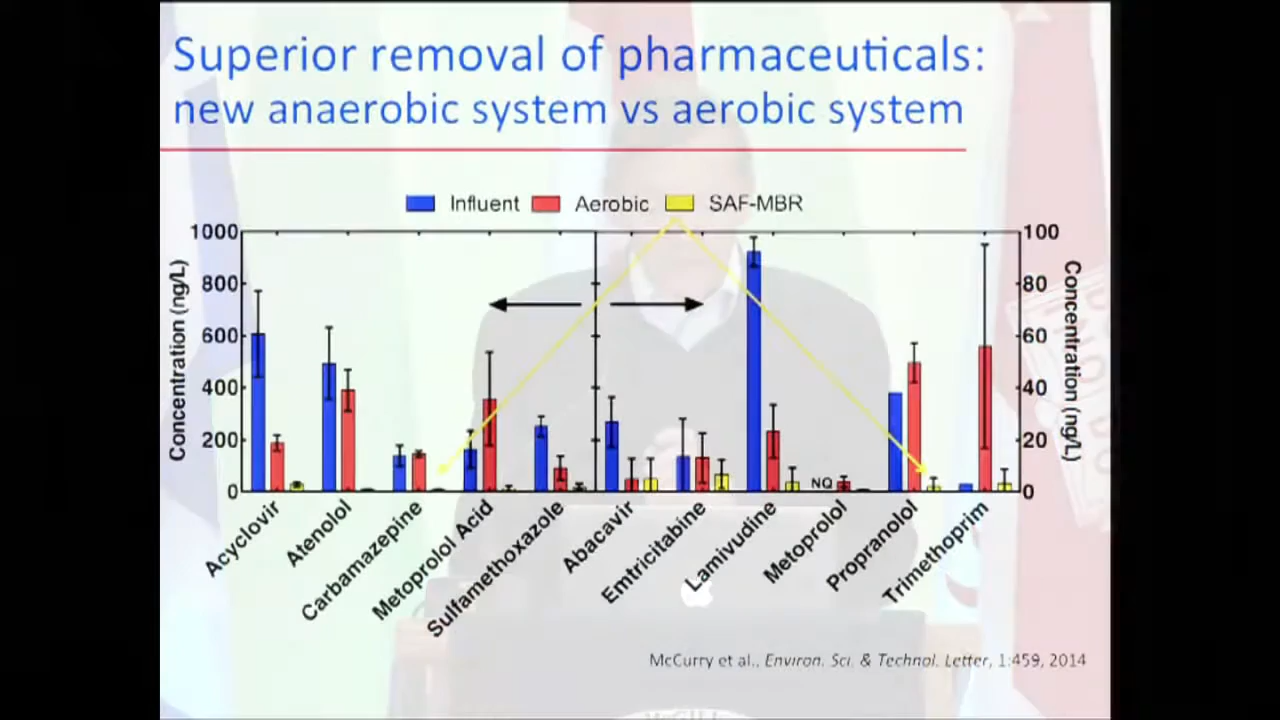 Superior removal of pharmaceuticals:
new anaerobic system vs aerobic system
Influent Aerobic SAF-MBR
1000
800
600
400
200
0
Concentration (ng/L)
100
80
60
40
20
0
Concentration (ng/L)
NQ
Acyclovir
Atenolol
Carbamazepine
Metoprolol Acid
Sulfamethoxazole
Abacavir
Emtricitabine
Lamivudine
Metoprolol
Propranolol
Trimethoprim
McCurry et al., Environ. Sci. & Technol. Letter, 1:459, 2014